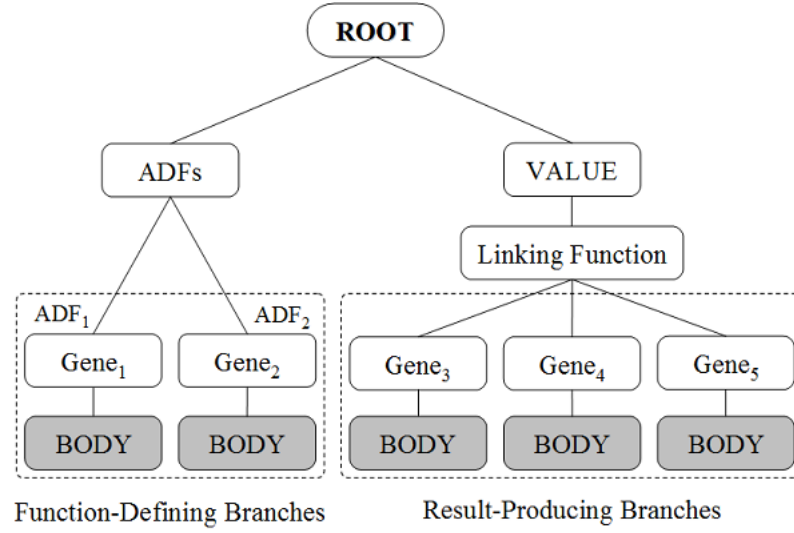 ROOT
ADFs
VALUE
Linking Function
ADF₁
ADF₂
Gene₁
Gene₂
Gene₃
Gene₄
Gene₅
BODY
BODY
BODY
BODY
BODY
Function-Defining Branches
Result-Producing Branches